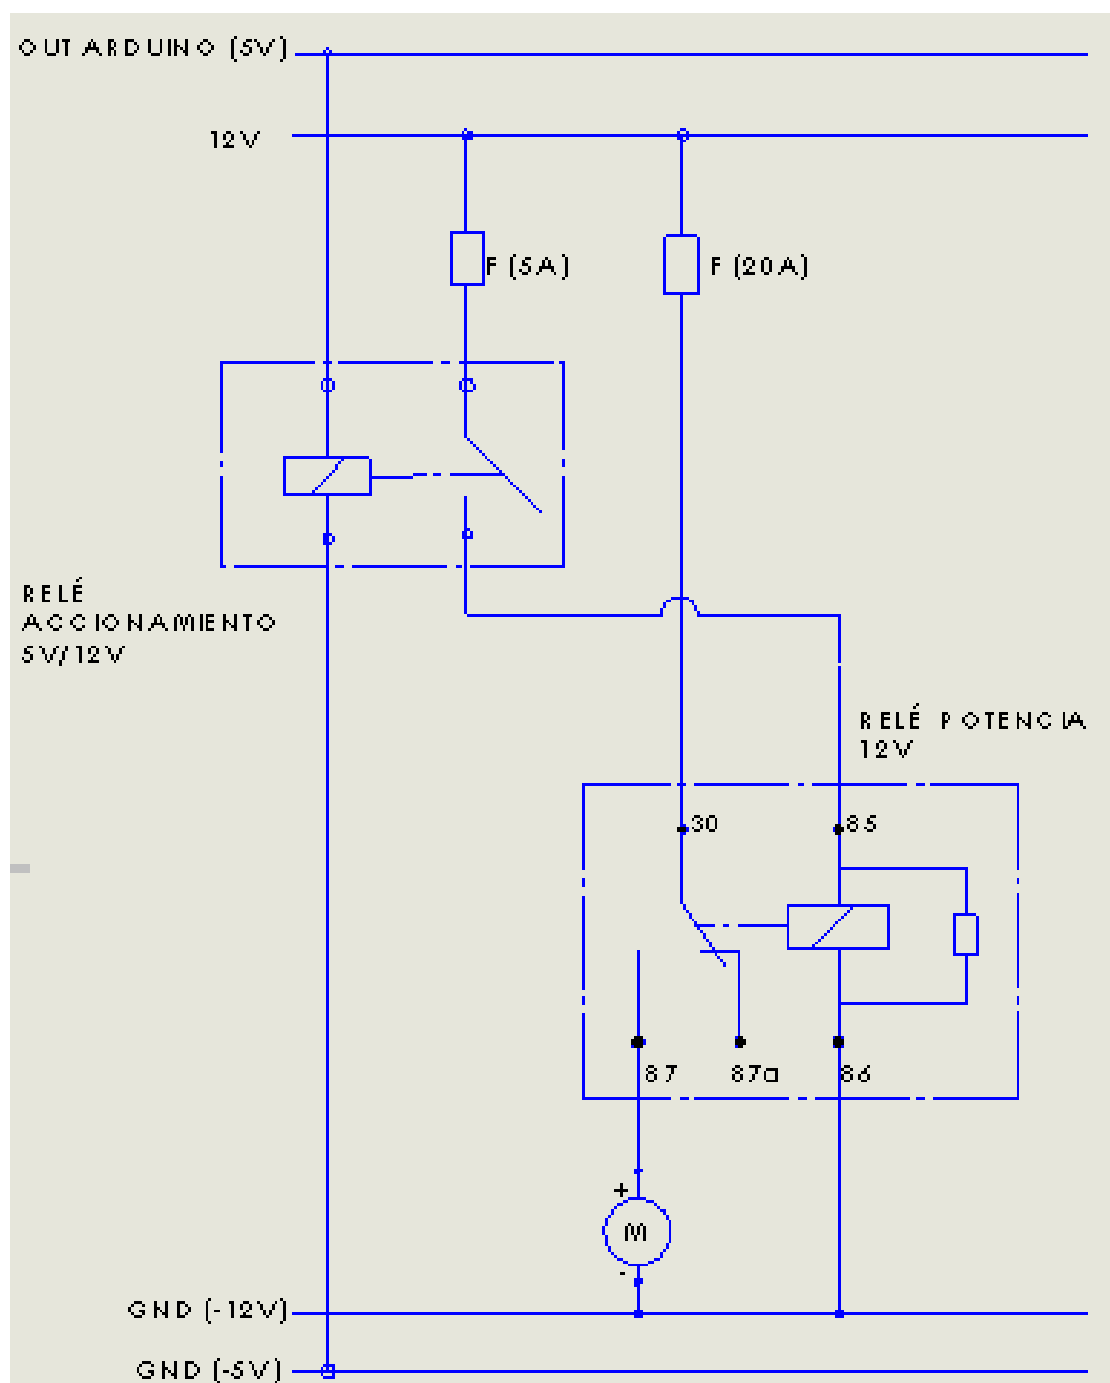 OUT ARDUINO (5V)
12V
F (5A)
F (20A)
RELÉ
ACCIONAMIENTO
5V/12V
RELÉ POTENCIA
12V
30
85
87
87a
86
+
M
-
GND (-12V)
GND (-5V)